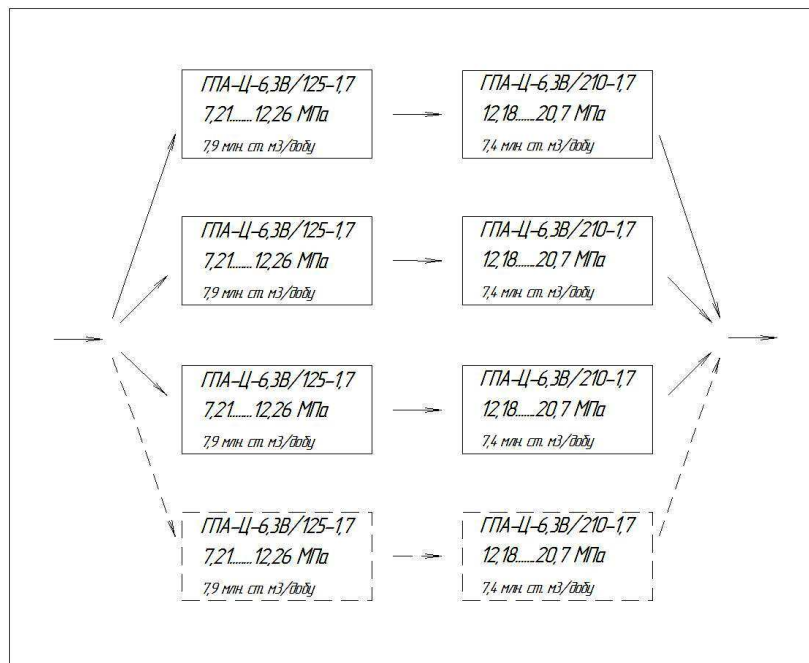 ГПА-Ц-6,3В/125-1,7
7,21........12,26 МПа
7,9 млн. ст. м3/добу
ГПА-Ц-6,3В/210-1,7
12,18.......20,7 МПа
7,4 млн. ст. м3/добу
ГПА-Ц-6,3В/125-1,7
7,21........12,26 МПа
7,9 млн. ст. м3/добу
ГПА-Ц-6,3В/210-1,7
12,18.......20,7 МПа
7,4 млн. ст. м3/добу
ГПА-Ц-6,3В/125-1,7
7,21........12,26 МПа
7,9 млн. ст. м3/добу
ГПА-Ц-6,3В/210-1,7
12,18.......20,7 МПа
7,4 млн. ст. м3/добу
ГПА-Ц-6,3В/125-1,7
7,21........12,26 МПа
7,9 млн. ст. м3/добу
ГПА-Ц-6,3В/210-1,7
12,18.......20,7 МПа
7,4 млн. ст. м3/добу